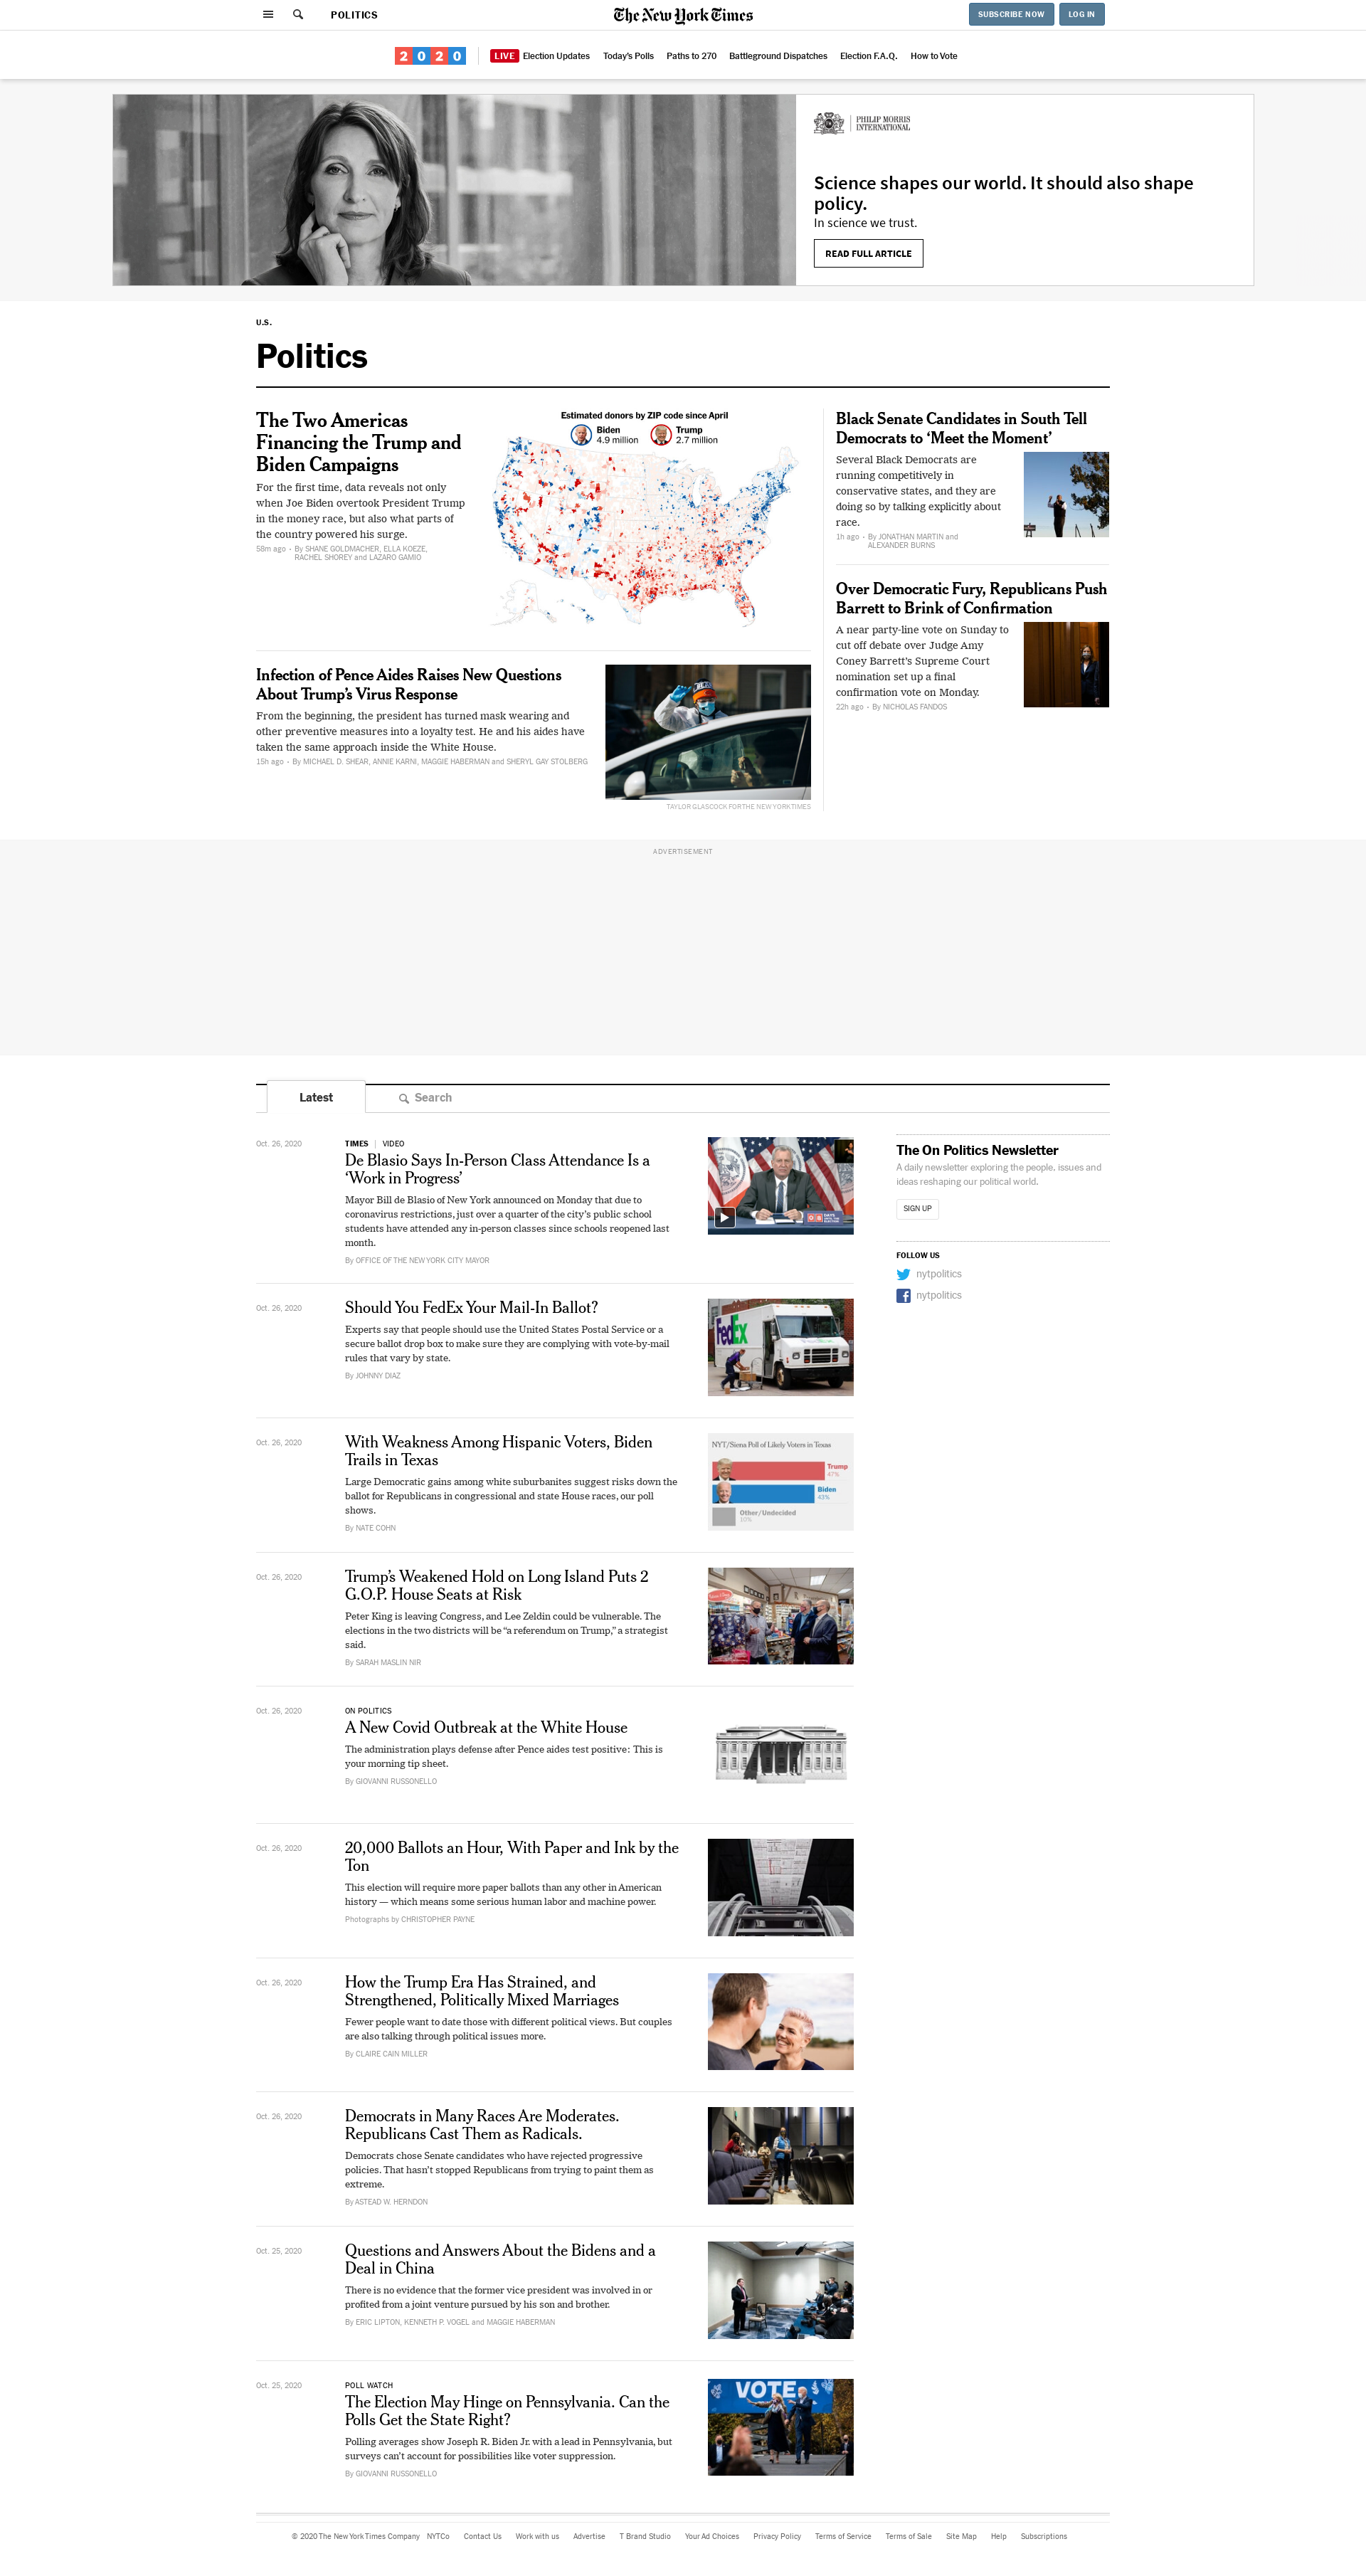 POLITICS
The New York Times
SUBSCRIBE NOW
LOG IN
2020
LIVE Election Updates
Today's Polls
Paths to 270
Battleground Dispatches
Election F.A.Q.
How to Vote
PHILIP MORRIS
INTERNATIONAL
Science shapes our world. It should also shape
policy.
In science we trust.
READ FULL ARTICLE
U.S.
Politics
The Two Americas
Financing the Trump and
Biden Campaigns
For the first time, data reveals not only
when Joe Biden overtook President Trump
in the money race, but also what parts of
the country powered his surge.
58m ago • By SHANE GOLDMACHER, ELLA KOEZE,
RACHEL SHOREY and LAZARO GAMIO
Estimated donors by ZIP code since April
Biden
4.9 million
Trump
2.7 million
Infection of Pence Aides Raises New Questions
About Trump's Virus Response
From the beginning, the president has turned mask wearing and
other preventive measures into a loyalty test. He and his aides have
taken the same approach inside the White House.
15h ago • By MICHAEL D. SHEAR, ANNIE KARNI, MAGGIE HABERMAN and SHERYL GAY STOLBERG
TAYLOR GLASCOCK FOR THE NEW YORK TIMES
Black Senate Candidates in South Tell
Democrats to ‘Meet the Moment’
Several Black Democrats are
running competitively in
conservative states, and they are
doing so by talking explicitly about
race.
1h ago • By JONATHAN MARTIN and
ALEXANDER BURNS
Over Democratic Fury, Republicans Push
Barrett to Brink of Confirmation
A near party-line vote on Sunday to
cut off debate over Judge Amy
Coney Barrett's Supreme Court
nomination set up a final
confirmation vote on Monday.
22h ago • By NICHOLAS FANDOS
ADVERTISEMENT
Latest
Search
Oct. 26, 2020
TIMES | VIDEO
De Blasio Says In-Person Class Attendance Is a
‘Work in Progress’
Mayor Bill de Blasio of New York announced on Monday that due to
coronavirus restrictions, just over a quarter of the city's public school
students have attended any in-person classes since schools reopened last
month.
By OFFICE OF THE NEW YORK CITY MAYOR
Oct. 26, 2020
Should You FedEx Your Mail-In Ballot?
Experts say that people should use the United States Postal Service or a
secure ballot drop box to make sure they are complying with vote-by-mail
rules that vary by state.
By JOHNNY DIAZ
FedEx
Oct. 26, 2020
With Weakness Among Hispanic Voters, Biden
Trails in Texas
Large Democratic gains among white suburbanites suggest risks down the
ballot for Republicans in congressional and state House races, our poll
shows.
By NATE COHN
NYT/Siena Poll of Likely Voters in Texas
Trump
47%
Biden
43%
Other/Undecided
10%
Oct. 26, 2020
Trump's Weakened Hold on Long Island Puts 2
G.O.P. House Seats at Risk
Peter King is leaving Congress, and Lee Zeldin could be vulnerable. The
elections in the two districts will be “a referendum on Trump,” a strategist
said.
By SARAH MASLIN NIR
Oct. 26, 2020
ON POLITICS
A New Covid Outbreak at the White House
The administration plays defense after Pence aides test positive: This is
your morning tip sheet.
By GIOVANNI RUSSONELLO
Oct. 26, 2020
20,000 Ballots an Hour, With Paper and Ink by the
Ton
This election will require more paper ballots than any other in American
history — which means some serious human labor and machine power.
Photographs by CHRISTOPHER PAYNE
Oct. 26, 2020
How the Trump Era Has Strained, and
Strengthened, Politically Mixed Marriages
Fewer people want to date those with different political views. But couples
are also talking through political issues more.
By CLAIRE CAIN MILLER
Oct. 26, 2020
Democrats in Many Races Are Moderates.
Republicans Cast Them as Radicals.
Democrats chose Senate candidates who have rejected progressive
policies. That hasn't stopped Republicans from trying to paint them as
extreme.
By ASTEAD W. HERNDON
Oct. 25, 2020
Questions and Answers About the Bidens and a
Deal in China
There is no evidence that the former vice president was involved in or
profited from a joint venture pursued by his son and brother.
By ERIC LIPTON, KENNETH P. VOGEL and MAGGIE HABERMAN
Oct. 25, 2020
POLL WATCH
The Election May Hinge on Pennsylvania. Can the
Polls Get the State Right?
Polling averages show Joseph R. Biden Jr. with a lead in Pennsylvania, but
surveys can't account for possibilities like voter suppression.
By GIOVANNI RUSSONELLO
VOTE
The On Politics Newsletter
A daily newsletter exploring the people, issues and
ideas reshaping our political world.
SIGN UP
FOLLOW US
nytpolitics
nytpolitics
© 2020 The New York Times Company
NYTCo
Contact Us
Work with us
Advertise
T Brand Studio
Your Ad Choices
Privacy Policy
Terms of Service
Terms of Sale
Site Map
Help
Subscriptions